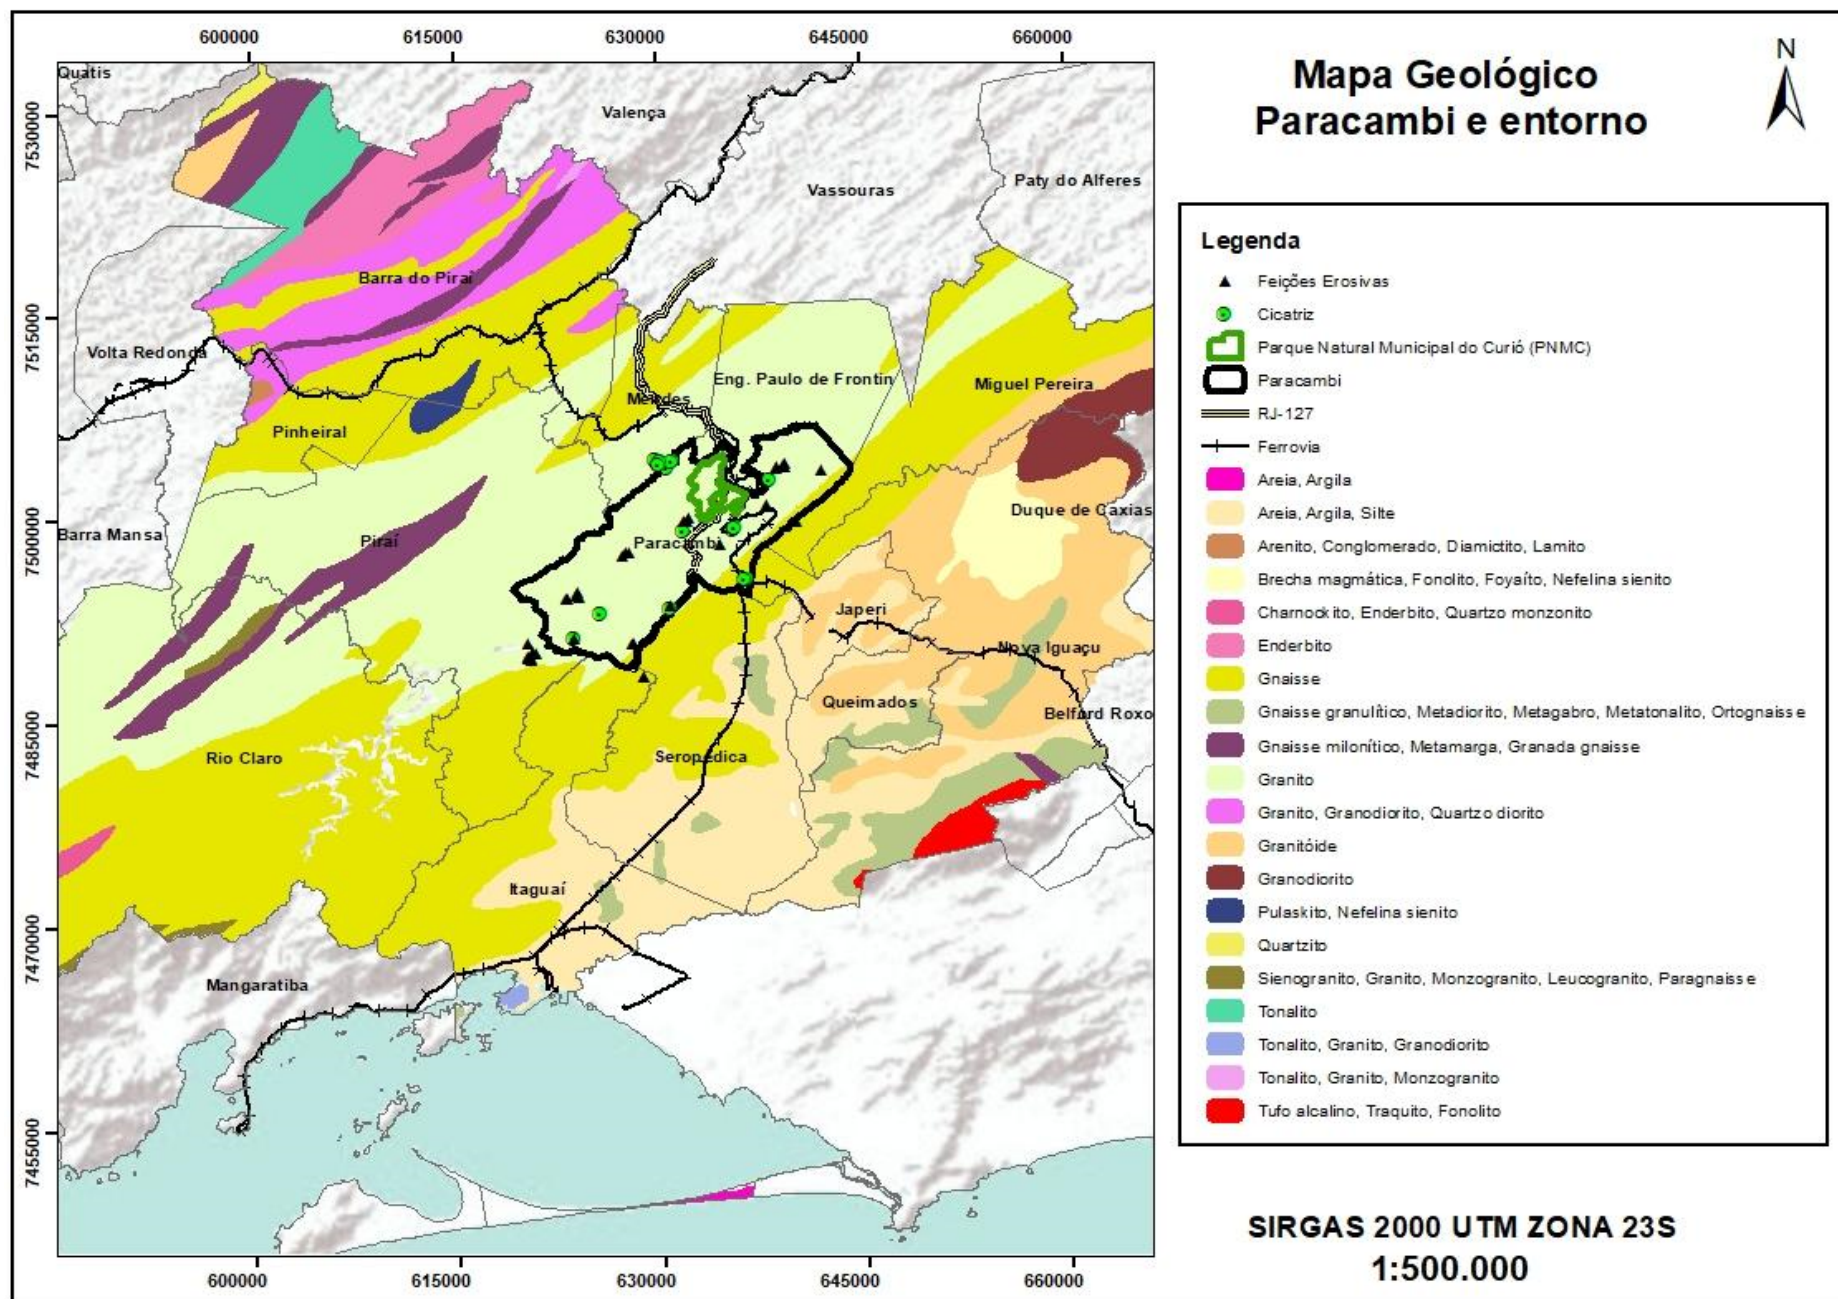 600000 615000 630000 645000 660000
Mapa Geológico
Paracambi e entorno
N
Quatis
Valença
7530000
Vassouras
Paty do Alferes
Legenda
Feições Erosivas
Barra do Piraí
Cicatriz
7515000
Volta Redonda
Parque Natural Municipal do Curió (PNMC)
Eng. Paulo de Frontin
Miguel Pereira
Paracambi
Mendes
RJ-127
Pinheiral
Ferrovia
Areia, Argila
Duque de Caxias
Areia, Argila, Silte
7500000
Barra Mansa
Piraí
Paracambi
Arenito, Conglomerado, Diamictito, Lamito
Brecha magmática, Fonolito, Foyaíto, Nefelina sienito
Japeri
Charnockito, Enderbito, Quartzo monzonito
Nova Iguaçu
Enderbito
Gnaisse
Queimados
Belford Roxo
Gnaisse granulítico, Metadiorito, Metagabro, Metatonalito, Ortognaisse
7485000
Rio Claro
Seropédica
Gnaisse milonítico, Metamarga, Granada gnaisse
Granito
Granito, Granodiorito, Quartzo diorito
Granitóide
Itaguaí
Granodiorito
Pulaskito, Nefelina sienito
7470000
Quartzito
Mangaratiba
Sienogranito, Granito, Monzogranito, Leucogranito, Paragnaisse
Tonalito
Tonalito, Granito, Granodiorito
Tonalito, Granito, Monzogranito
Tufo alcalino, Traquito, Fonolito
7455000
SIRGAS 2000 UTM ZONA 23S
1:500.000
600000 615000 630000 645000 660000